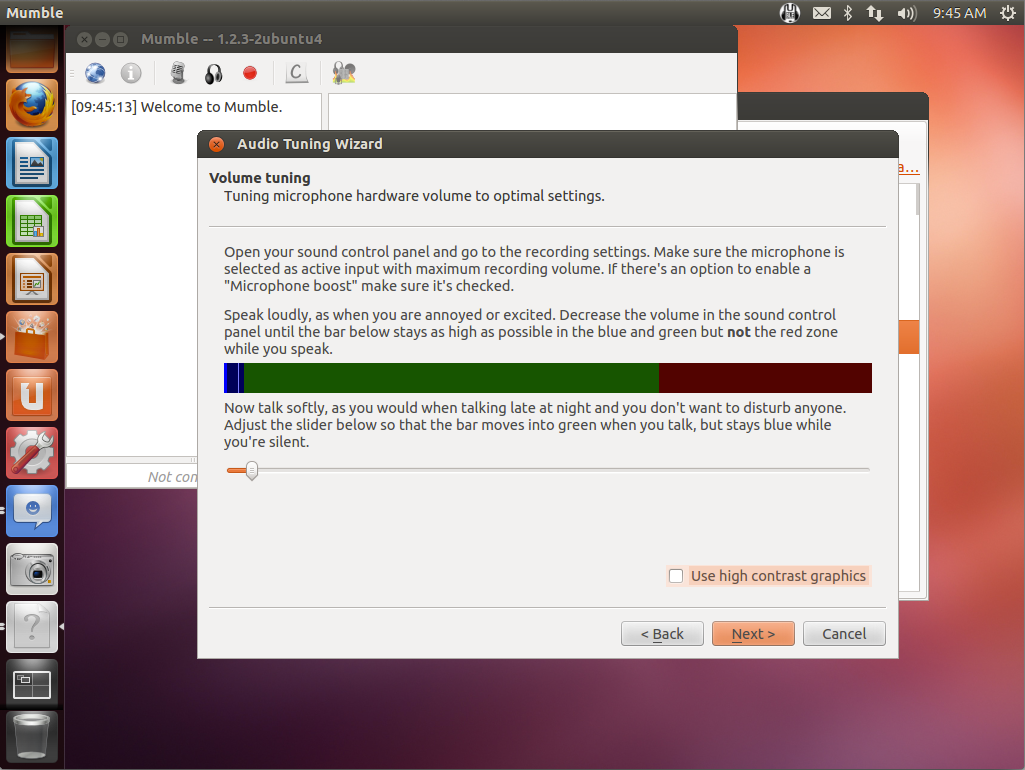 Mumble
9:45 AM
Mumble -- 1.2.3-2ubuntu4
C
[09:45:13] Welcome to Mumble.
a...
Audio Tuning Wizard
Volume tuning
Tuning microphone hardware volume to optimal settings.
Open your sound control panel and go to the recording settings. Make sure the microphone is
selected as active input with maximum recording volume. If there's an option to enable a
"Microphone boost" make sure it's checked.
Speak loudly, as when you are annoyed or excited. Decrease the volume in the sound control
panel until the bar below stays as high as possible in the blue and green but not the red zone
while you speak.
Now talk softly, as you would when talking late at night and you don't want to disturb anyone.
Adjust the slider below so that the bar moves into green when you talk, but stays blue while
you're silent.
Not con
Use high contrast graphics
< Back
Next >
Cancel